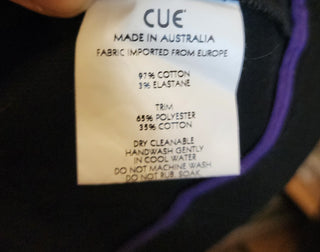 CUE
MADE IN AUSTRALIA
FABRIC IMPORTED FROM EUROPE
97% COTTON
3% ELASTANE
TRIM
65% POLYESTER
35% COTTON
DRY CLEANABLE
HANDWASH GENTLY
IN COOL WATER
DO NOT MACHINE WASH
DO NOT RUB, SOAK